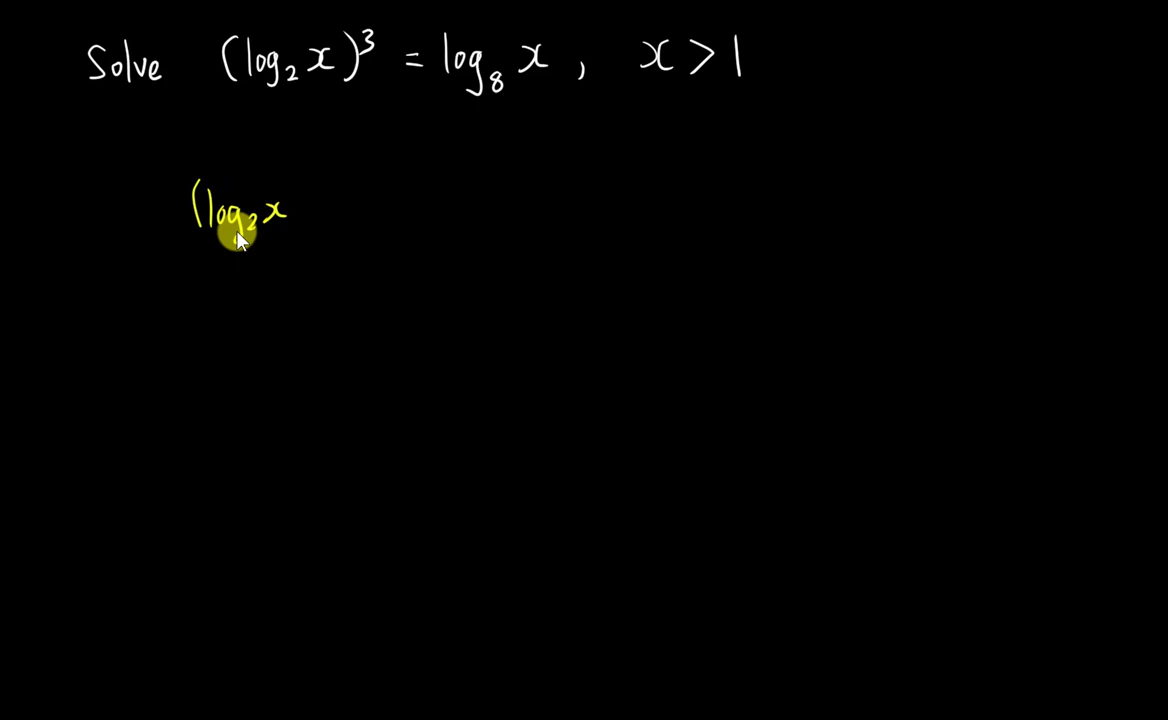 Solve (log₂ x)³ = log₈ x , x > 1
(log₂ x